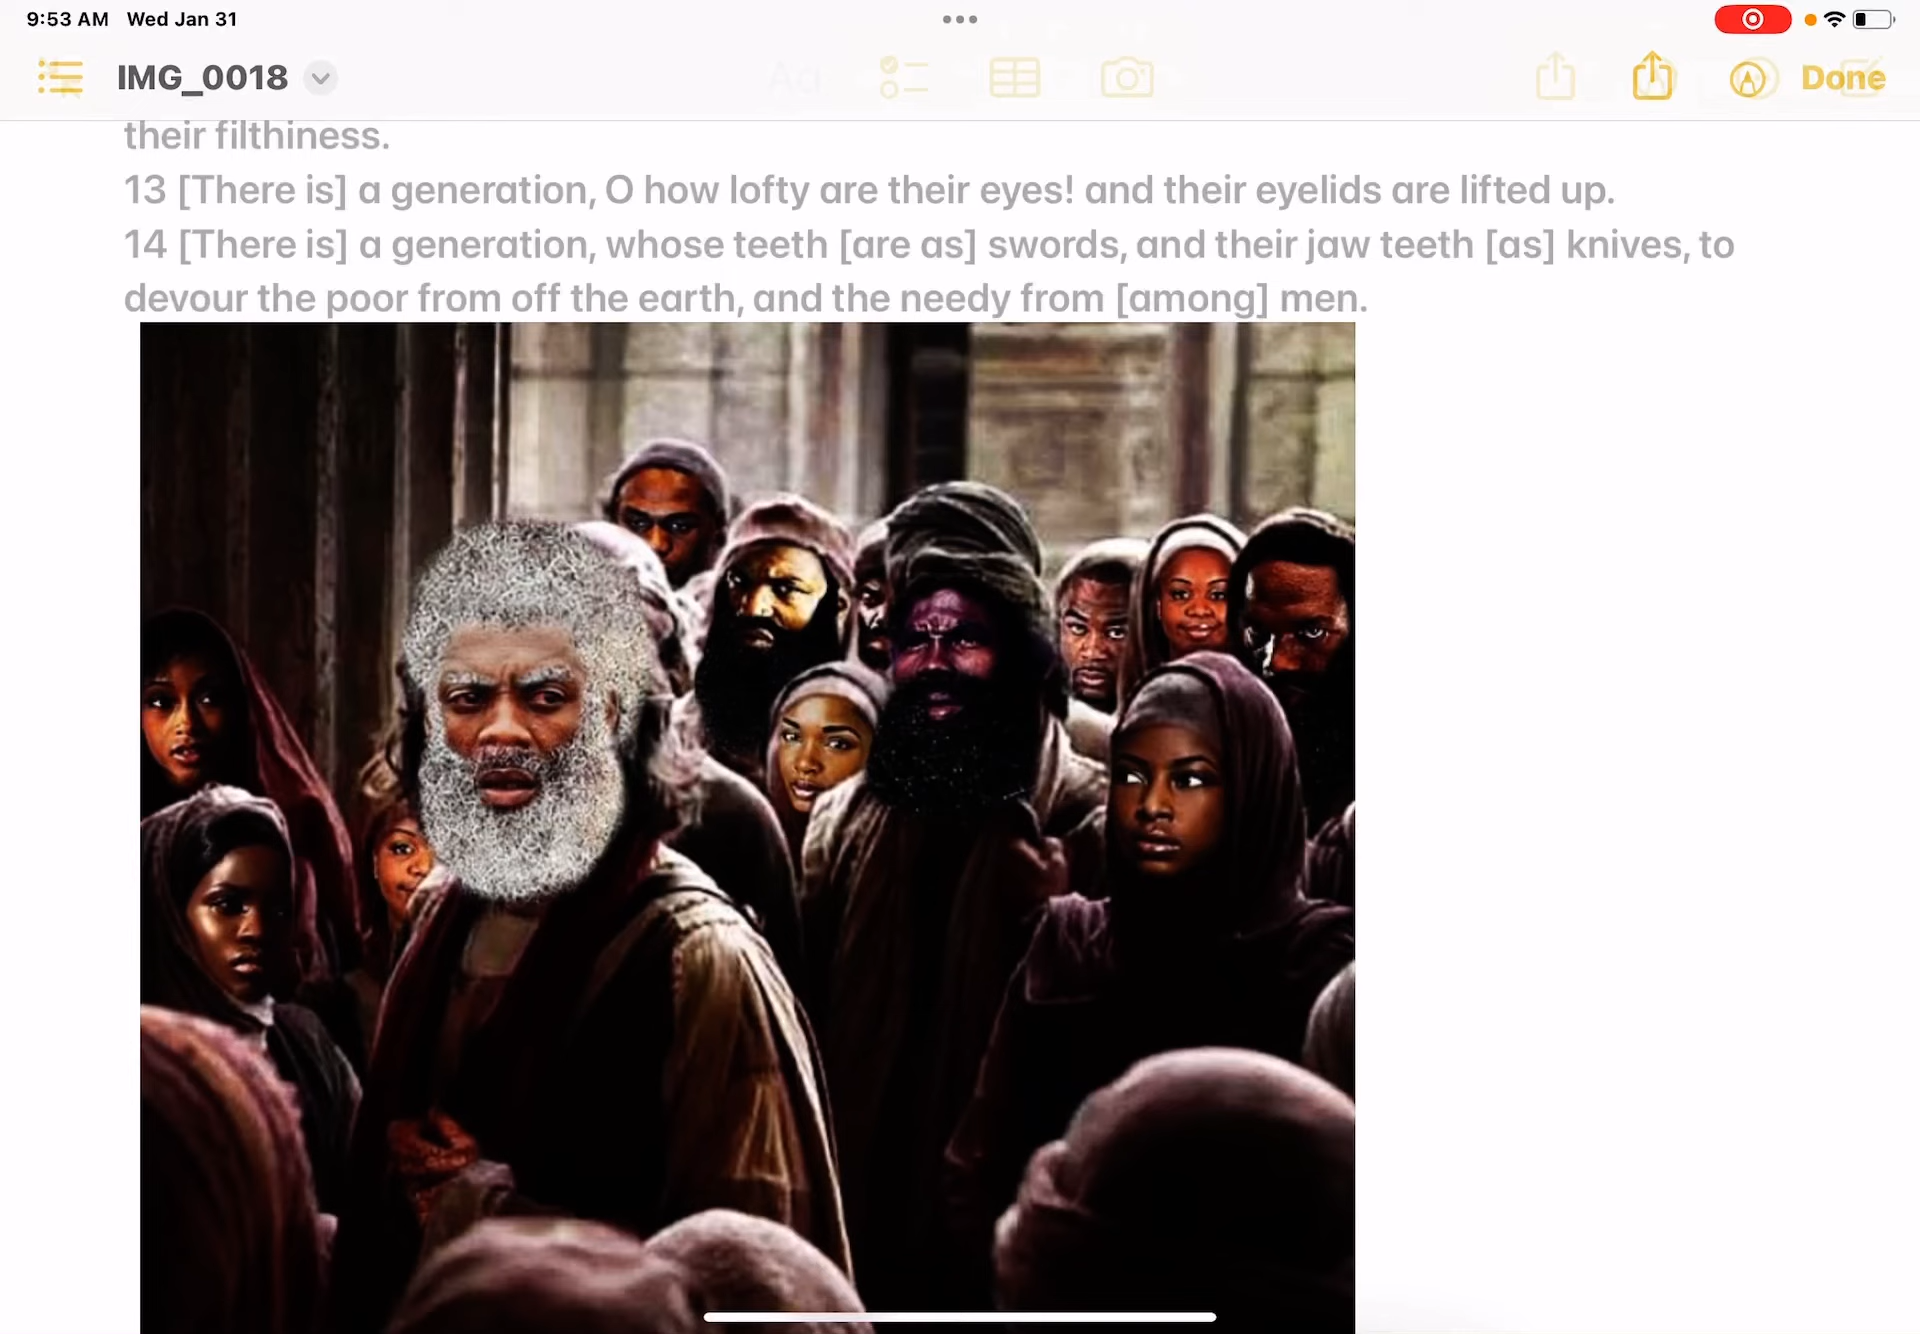 9:53 AM Wed Jan 31
IMG_0018
Aa
Done
their filthiness.
13 [There is] a generation, O how lofty are their eyes! and their eyelids are lifted up.
14 [There is] a generation, whose teeth [are as] swords, and their jaw teeth [as] knives, to
devour the poor from off the earth, and the needy from [among] men.